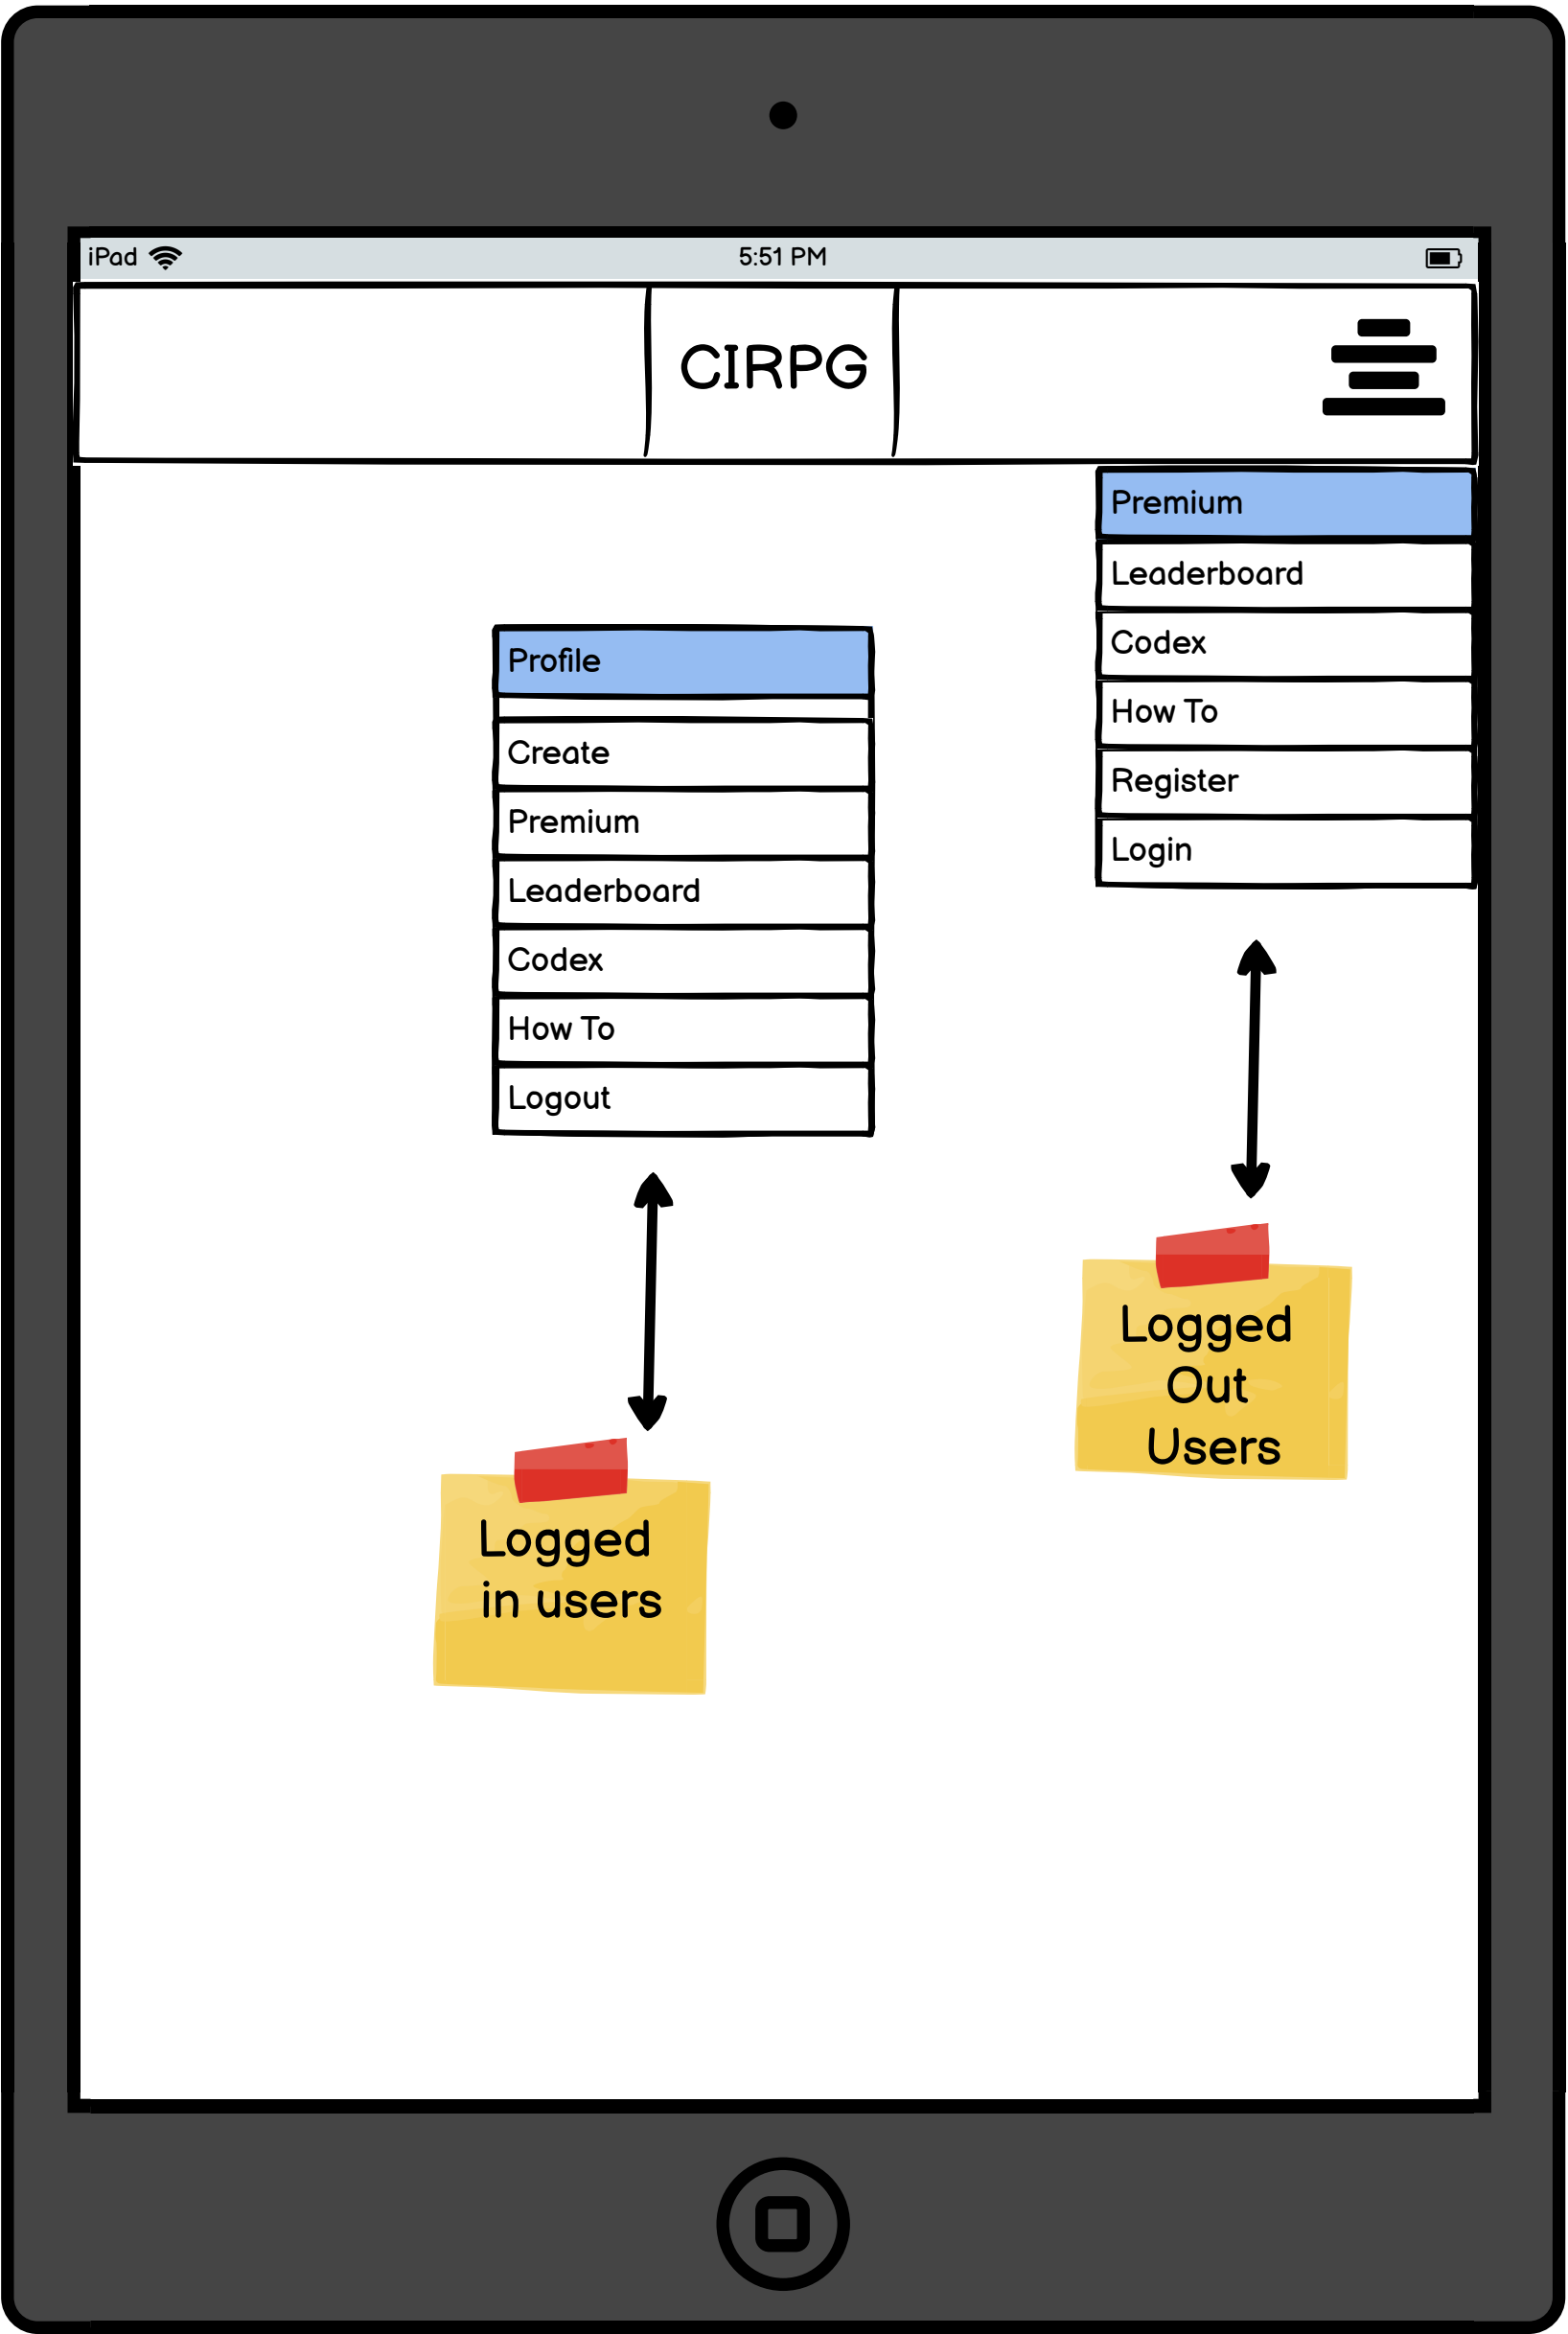 iPad
5:51 PM
CIRPG
Premium
Leaderboard
Codex
How To
Register
Login
Profile
Create
Premium
Leaderboard
Codex
How To
Logout
Logged
Out
Users
Logged
in users